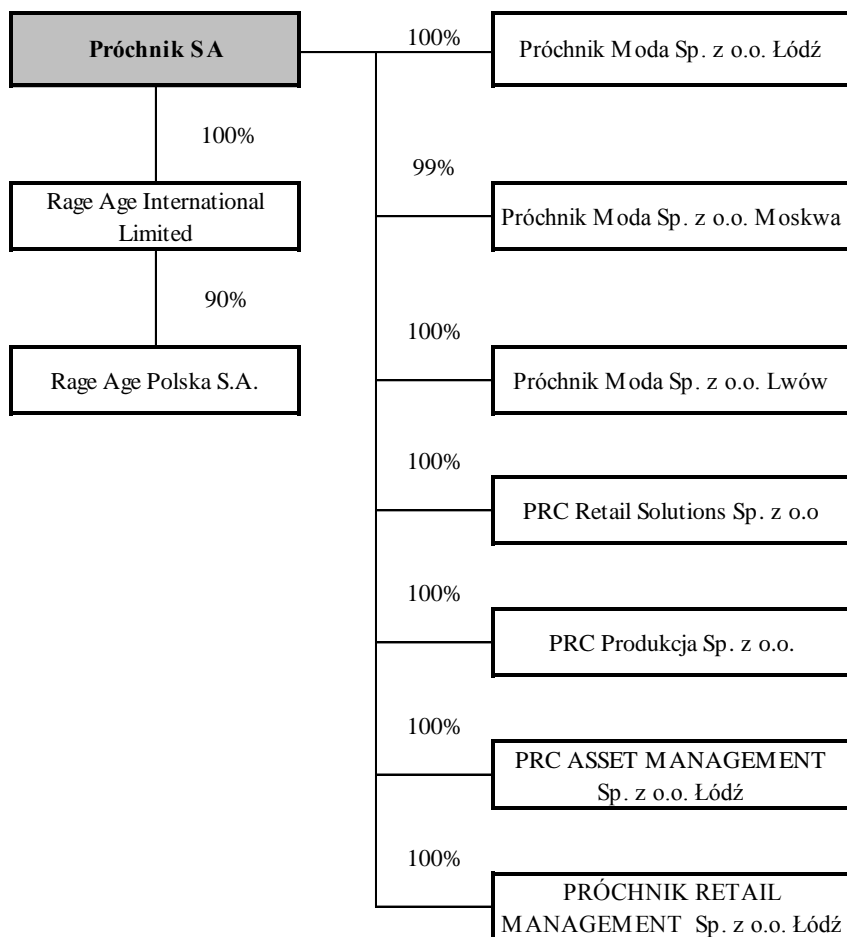 Próchnik SA
100%
Próchnik Moda Sp. z o.o. Łódź
100%
99%
Rage Age International
Limited
Próchnik Moda Sp. z o.o. Moskwa
90%
100%
Rage Age Polska S.A.
Próchnik Moda Sp. z o.o. Lwów
100%
PRC Retail Solutions Sp. z o.o
100%
PRC Produkcja Sp. z o.o.
100%
PRC ASSET MANAGEMENT
Sp. z o.o. Łódź
100%
PRÓCHNIK RETAIL
MANAGEMENT Sp. z o.o. Łódź